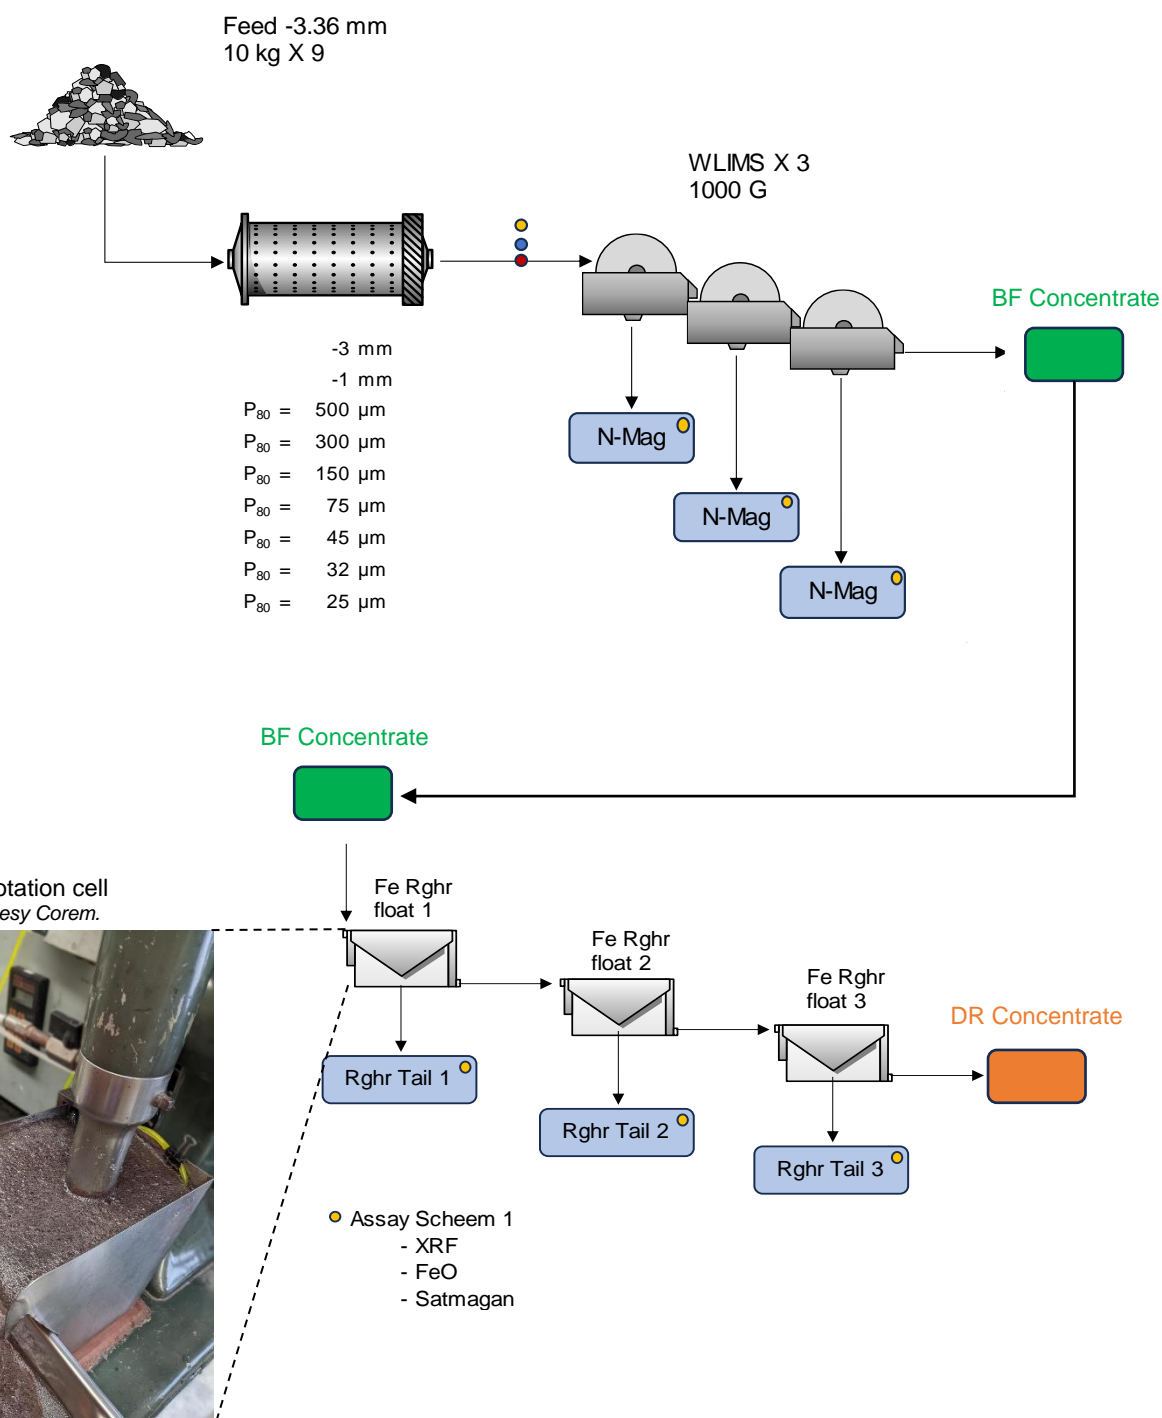 Feed -3.36 mm
10 kg X 9
WLIMS X 3
1000 G
BF Concentrate
-3 mm
-1 mm
P80 = 500 µm
P80 = 300 µm
P80 = 150 µm
P80 = 75 µm
P80 = 45 µm
P80 = 32 µm
P80 = 25 µm
N-Mag
N-Mag
N-Mag
BF Concentrate
otation cell
esy Corem.
Fe Rghr
float 1
Fe Rghr
float 2
Fe Rghr
float 3
DR Concentrate
Rghr Tail 1
Rghr Tail 2
Rghr Tail 3
Assay Scheem 1
- XRF
- FeO
- Satmagan